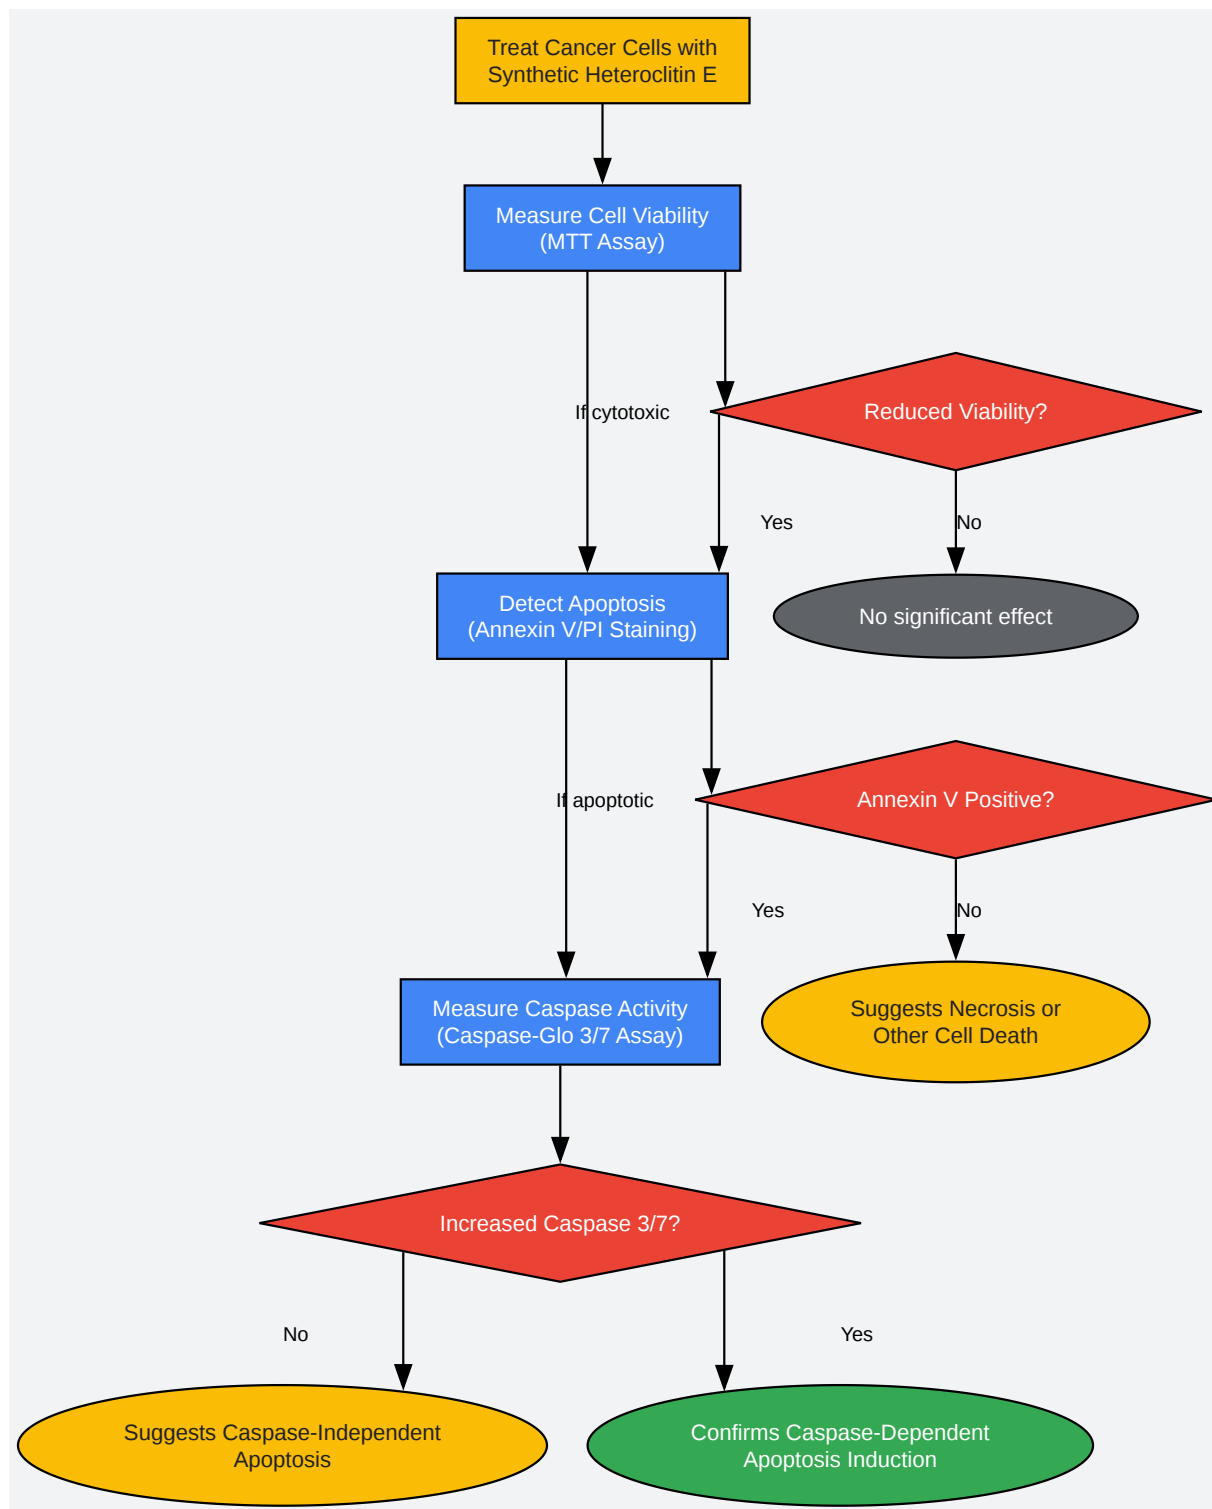 Treat Cancer Cells with
Synthetic Heteroclitin E
Measure Cell Viability
(MTT Assay)
If cytotoxic
Reduced Viability?
Yes
No
Detect Apoptosis
(Annexin V/PI Staining)
No significant effect
If apoptotic
Annexin V Positive?
Yes
No
Measure Caspase Activity
(Caspase-Glo 3/7 Assay)
Suggests Necrosis or
Other Cell Death
Increased Caspase 3/7?
No
Yes
Suggests Caspase-Independent
Apoptosis
Confirms Caspase-Dependent
Apoptosis Induction